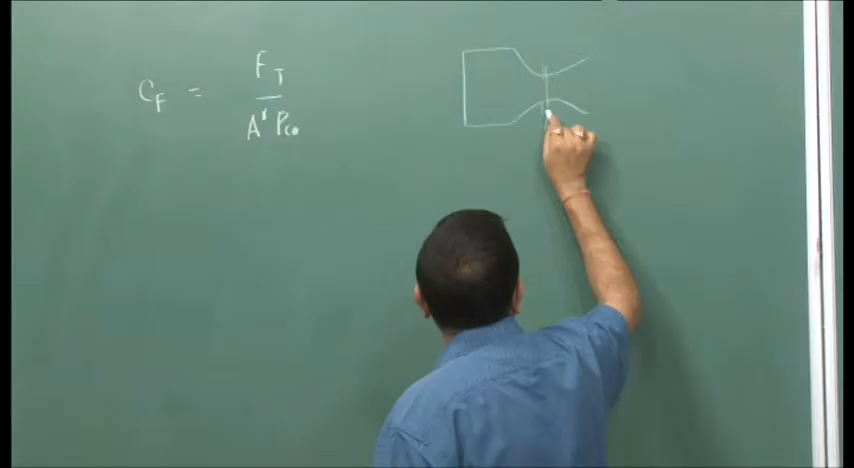 C_F = F_T / A* P_co